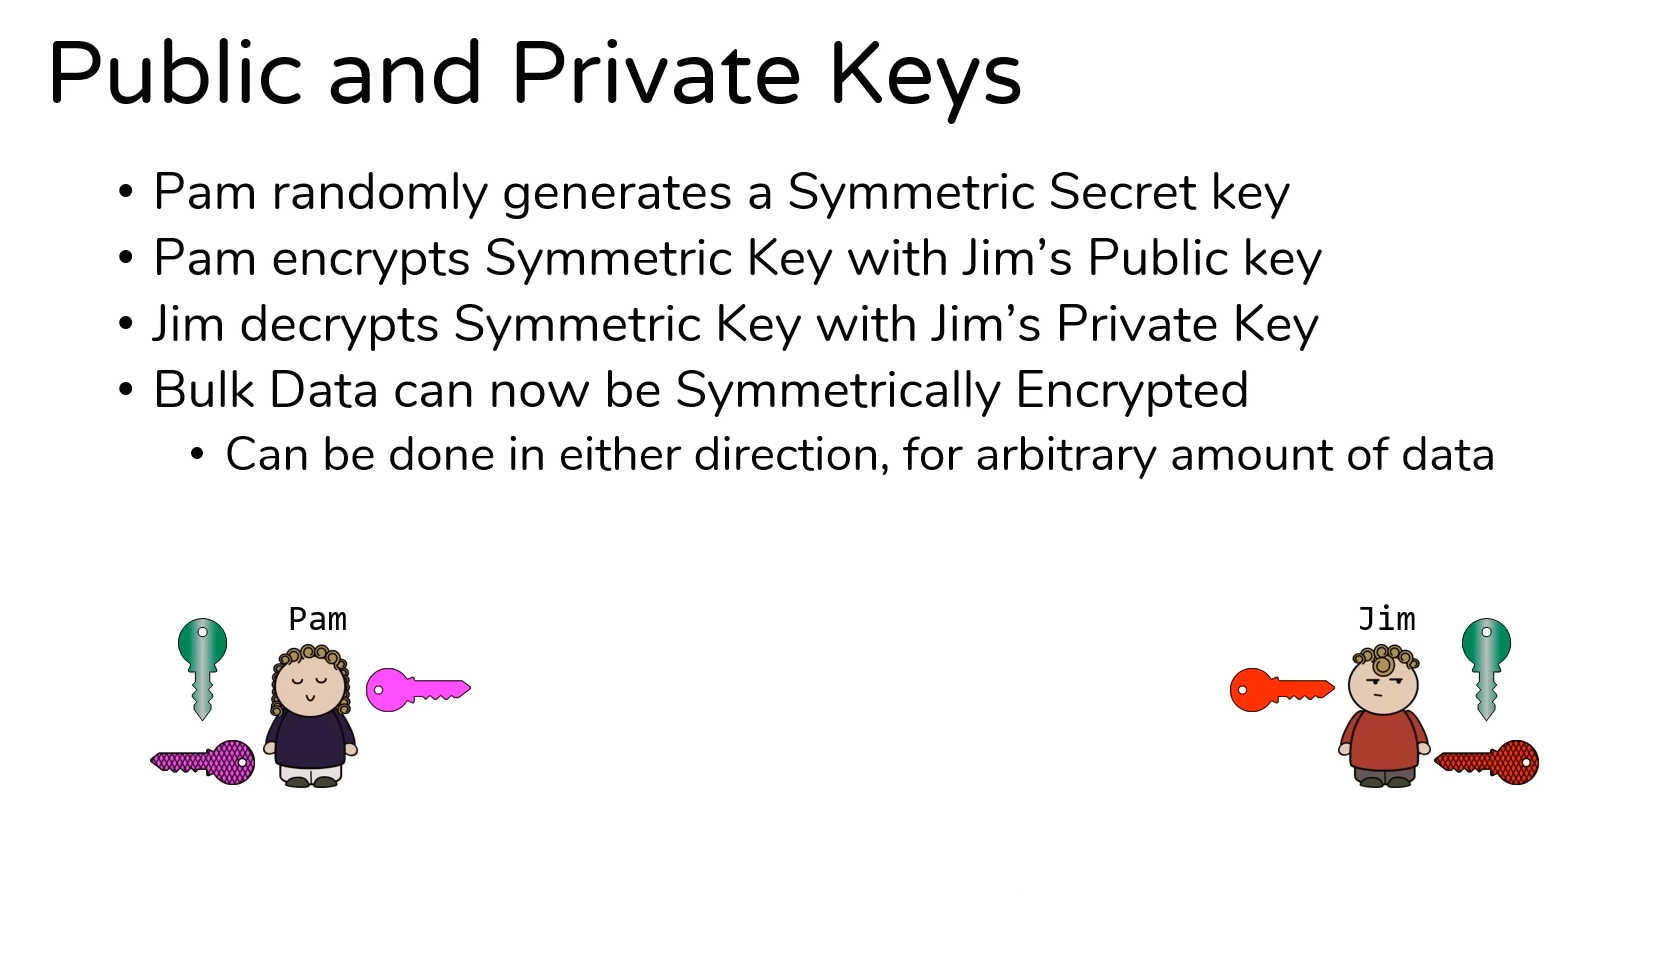 Public and Private Keys
• Pam randomly generates a Symmetric Secret key
• Pam encrypts Symmetric Key with Jim’s Public key
• Jim decrypts Symmetric Key with Jim’s Private Key
• Bulk Data can now be Symmetrically Encrypted
• Can be done in either direction, for arbitrary amount of data
Pam
Jim